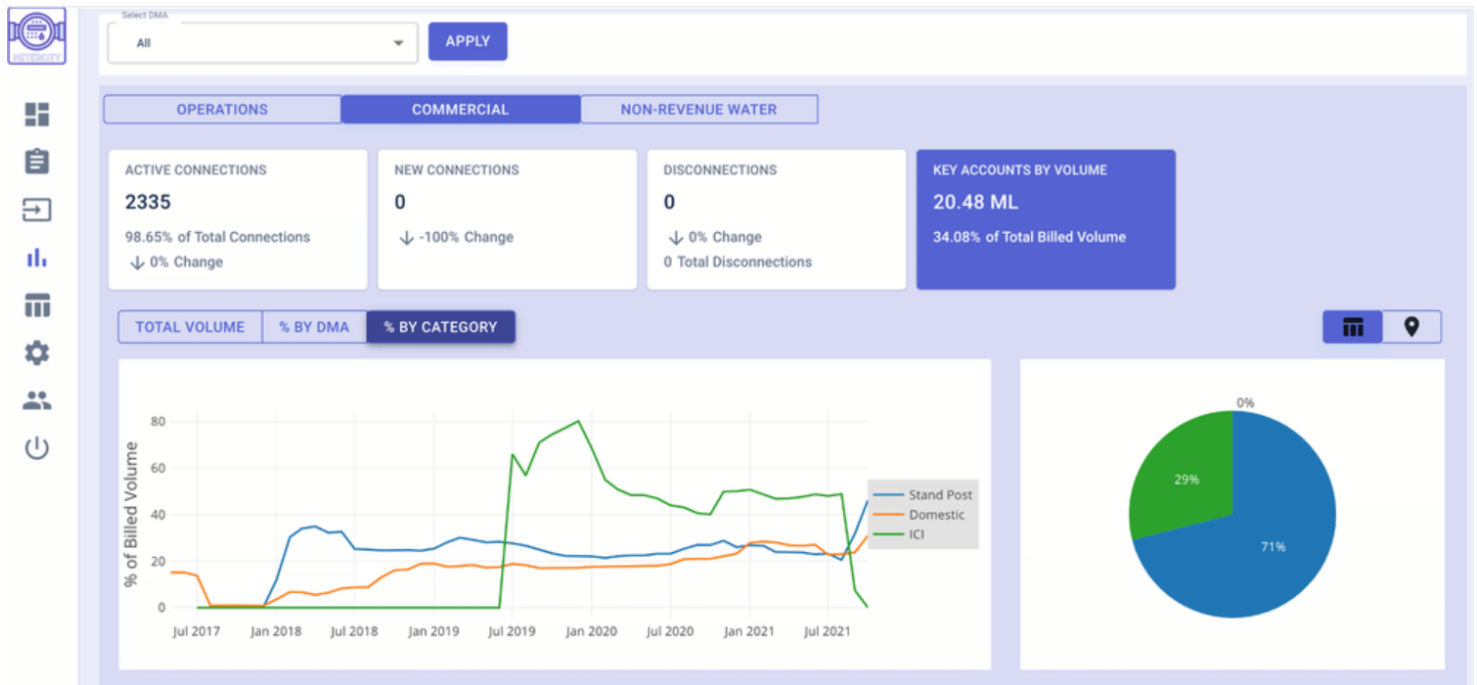 Select DMA
All
APPLY
METERCITY
OPERATIONS
COMMERCIAL
NON-REVENUE WATER
ACTIVE CONNECTIONS
2335
98.65% of Total Connections
0% Change
NEW CONNECTIONS
0
-100% Change
DISCONNECTIONS
0
0% Change
0 Total Disconnections
KEY ACCOUNTS BY VOLUME
20.48 ML
34.08% of Total Billed Volume
TOTAL VOLUME
% BY DMA
% BY CATEGORY
% of Billed Volume
80
60
40
20
0
Jul 2017
Jan 2018
Jul 2018
Jan 2019
Jul 2019
Jan 2020
Jul 2020
Jan 2021
Jul 2021
Stand Post
Domestic
ICI
0%
29%
71%